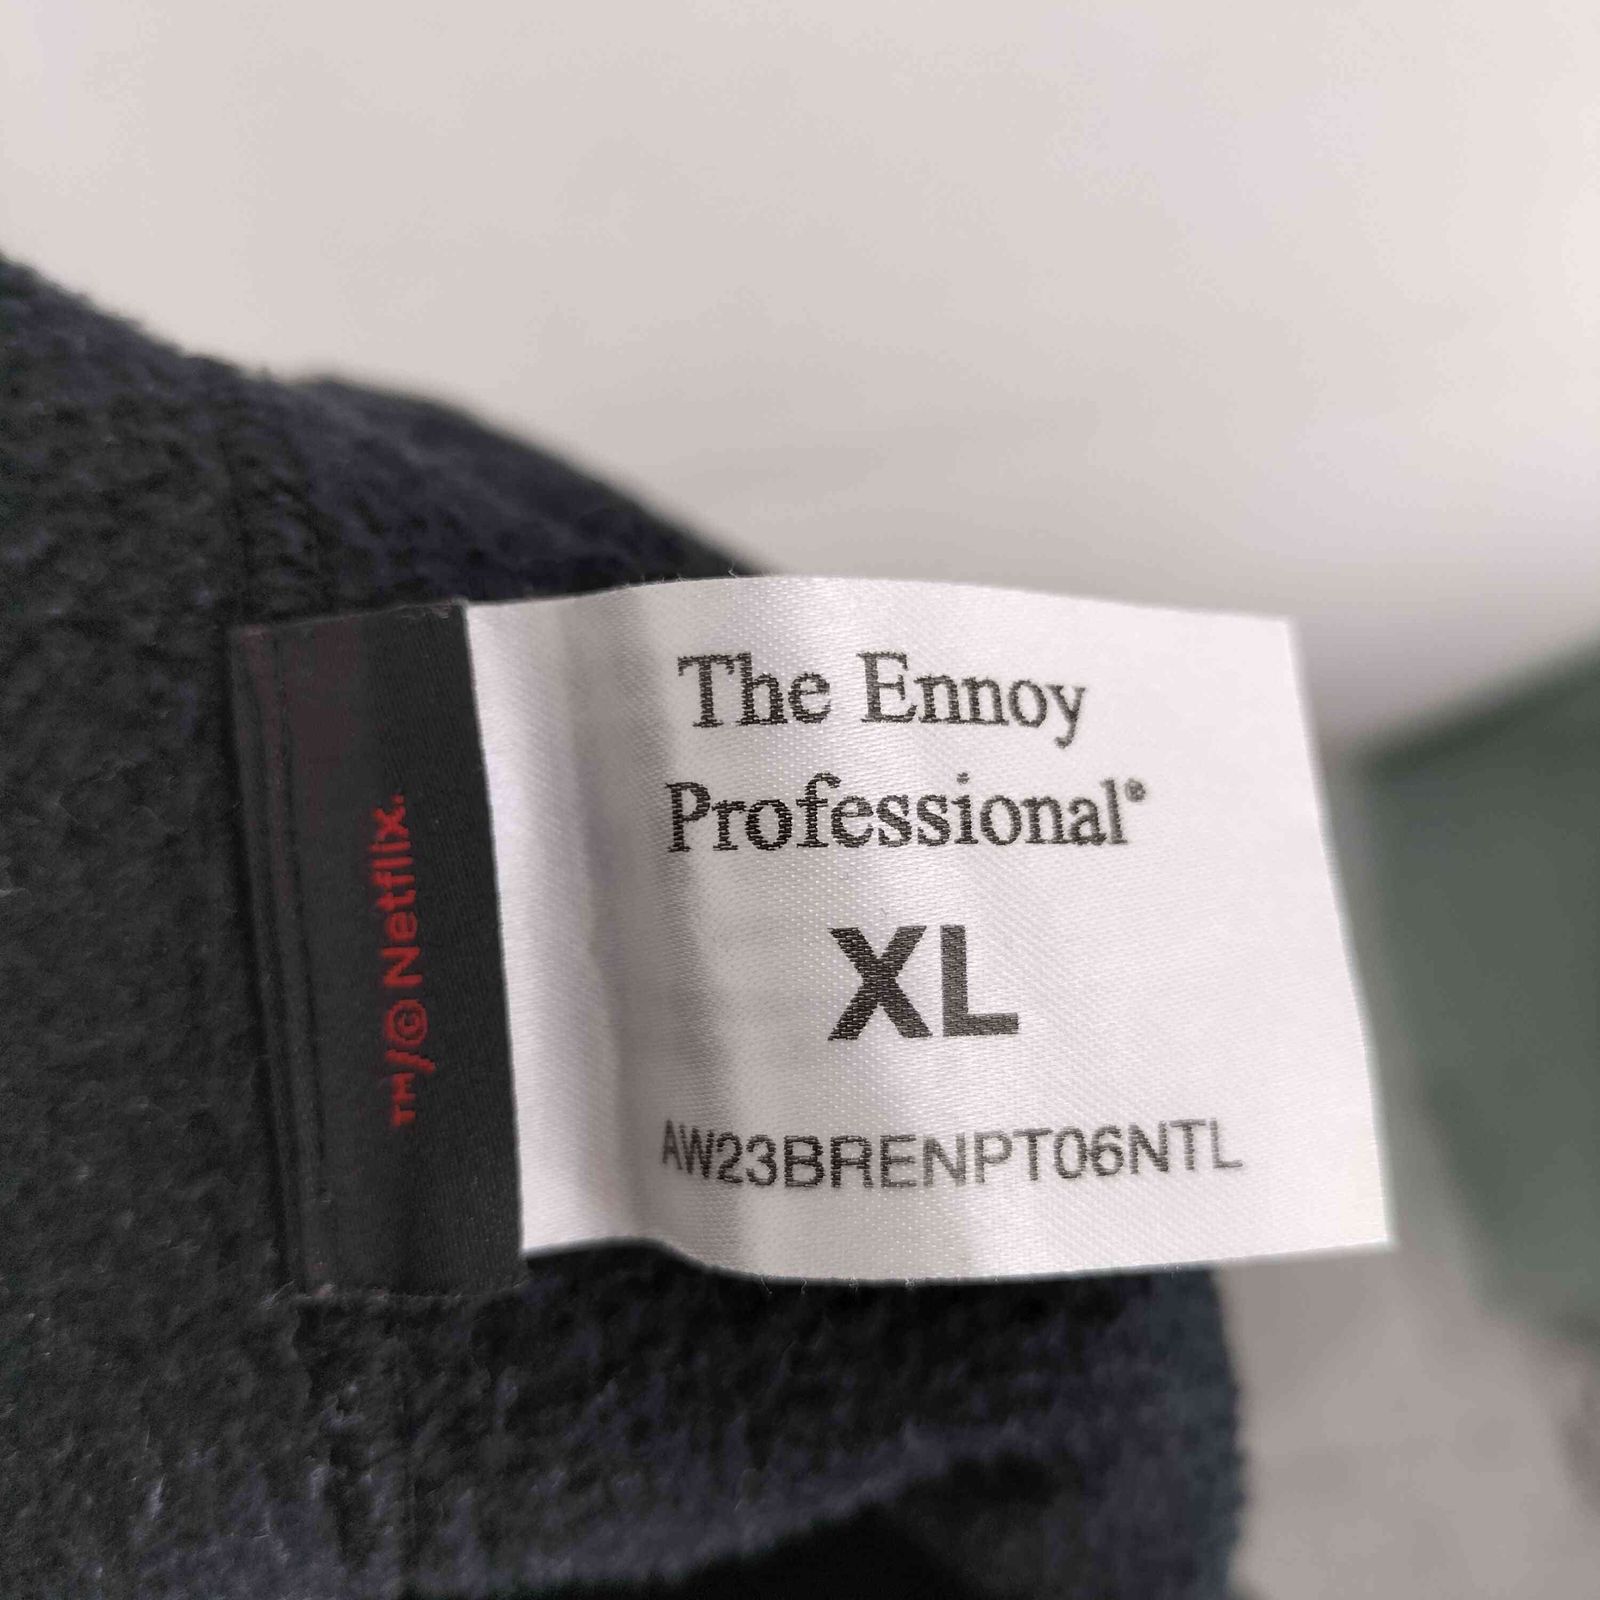 The Ennoy
Professional®
XL
AW23BRENPT06NTL
™/© Netflix.